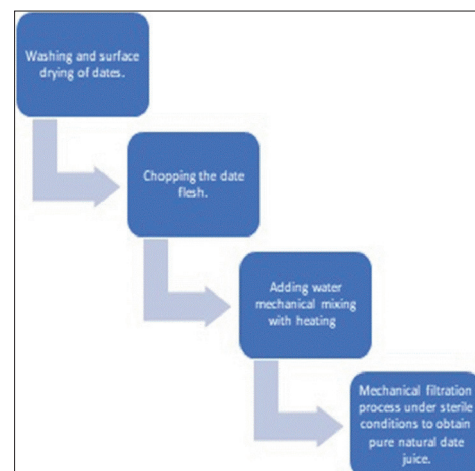 Washing and surface
drying of dates.
Chopping the date
flesh.
Adding water
mechanical mixing
with heating
Mechanical filtration
process under sterile
conditions to obtain
pure natural date
juice.